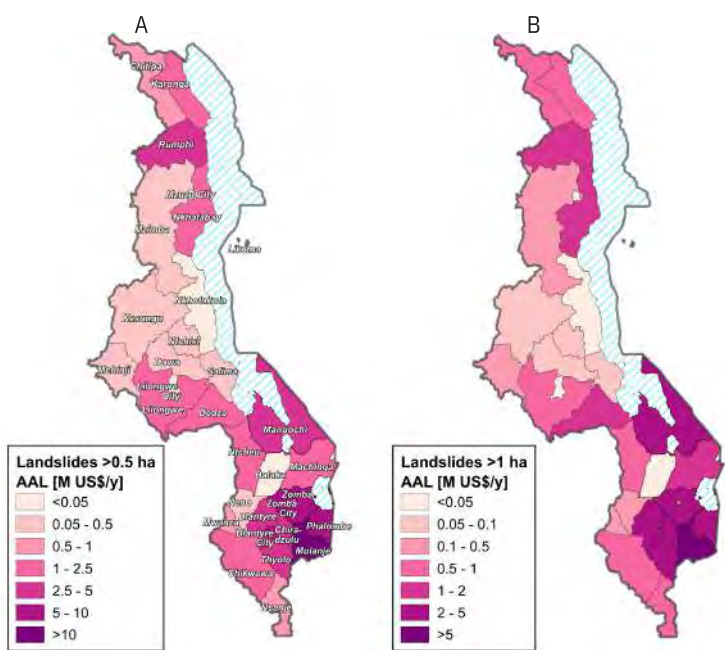 A
B
Chitipa
Karonga
Rumphi
Mzuzu City
Nkhatabay
Mzimba
Likoma
Nkhotakota
Kasungu
Ntchisi
Dowa
Mchinji
Salima
Lilongwe
City
Lilongwe
Dedza
Mangochi
Ntcheu
Machinga
Balaka
Zomba
Neno
Zomba
City
Mwanza
Blantyre
Phalombe
Blantyre
City
Chira-
dzulu
Mulanje
Thyolo
Chikwawa
Nsanje
Landslides >0.5 ha
AAL [M US$/y]
<0.05
0.05 - 0.5
0.5 - 1
1 - 2.5
2.5 - 5
5 - 10
>10
Landslides >1 ha
AAL [M US$/y]
<0.05
0.05 - 0.1
0.1 - 0.5
0.5 - 1
1 - 2
2 - 5
>5